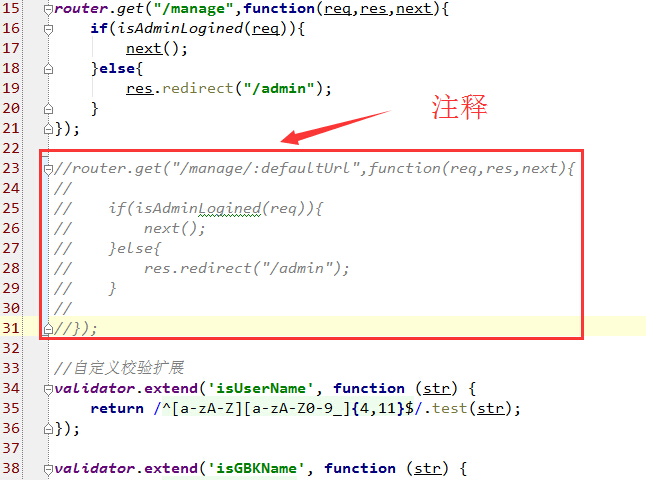 15 router.get("/manage",function(req,res,next){
16 if(isAdminLogined(req)){
17 next();
18 }else{
19 res.redirect("/admin");
20 }
21 });
注释
22
23 //router.get("/manage/:defaultUrl",function(req,res,next){
24 //
25 // if(isAdminLogined(req)){
26 // next();
27 // }else{
28 // res.redirect("/admin");
29 // }
30 //
31 //});
32
33 //自定义校验扩展
34 validator.extend('isUserName', function (str) {
35 return /^[a-zA-Z][a-zA-Z0-9_]{4,11}$/.test(str);
36 });
37
38 validator.extend('isGBKName', function (str) {